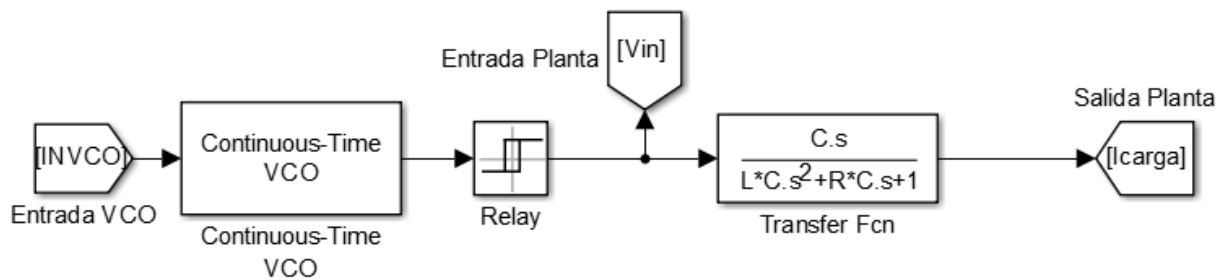 Entrada Planta
[Vin]
Salida Planta
[INVCO]
Continuous-Time
VCO
C.s
L*C.s²+R*C.s+1
[Icarga]
Entrada VCO
Continuous-Time
VCO
Relay
Transfer Fcn